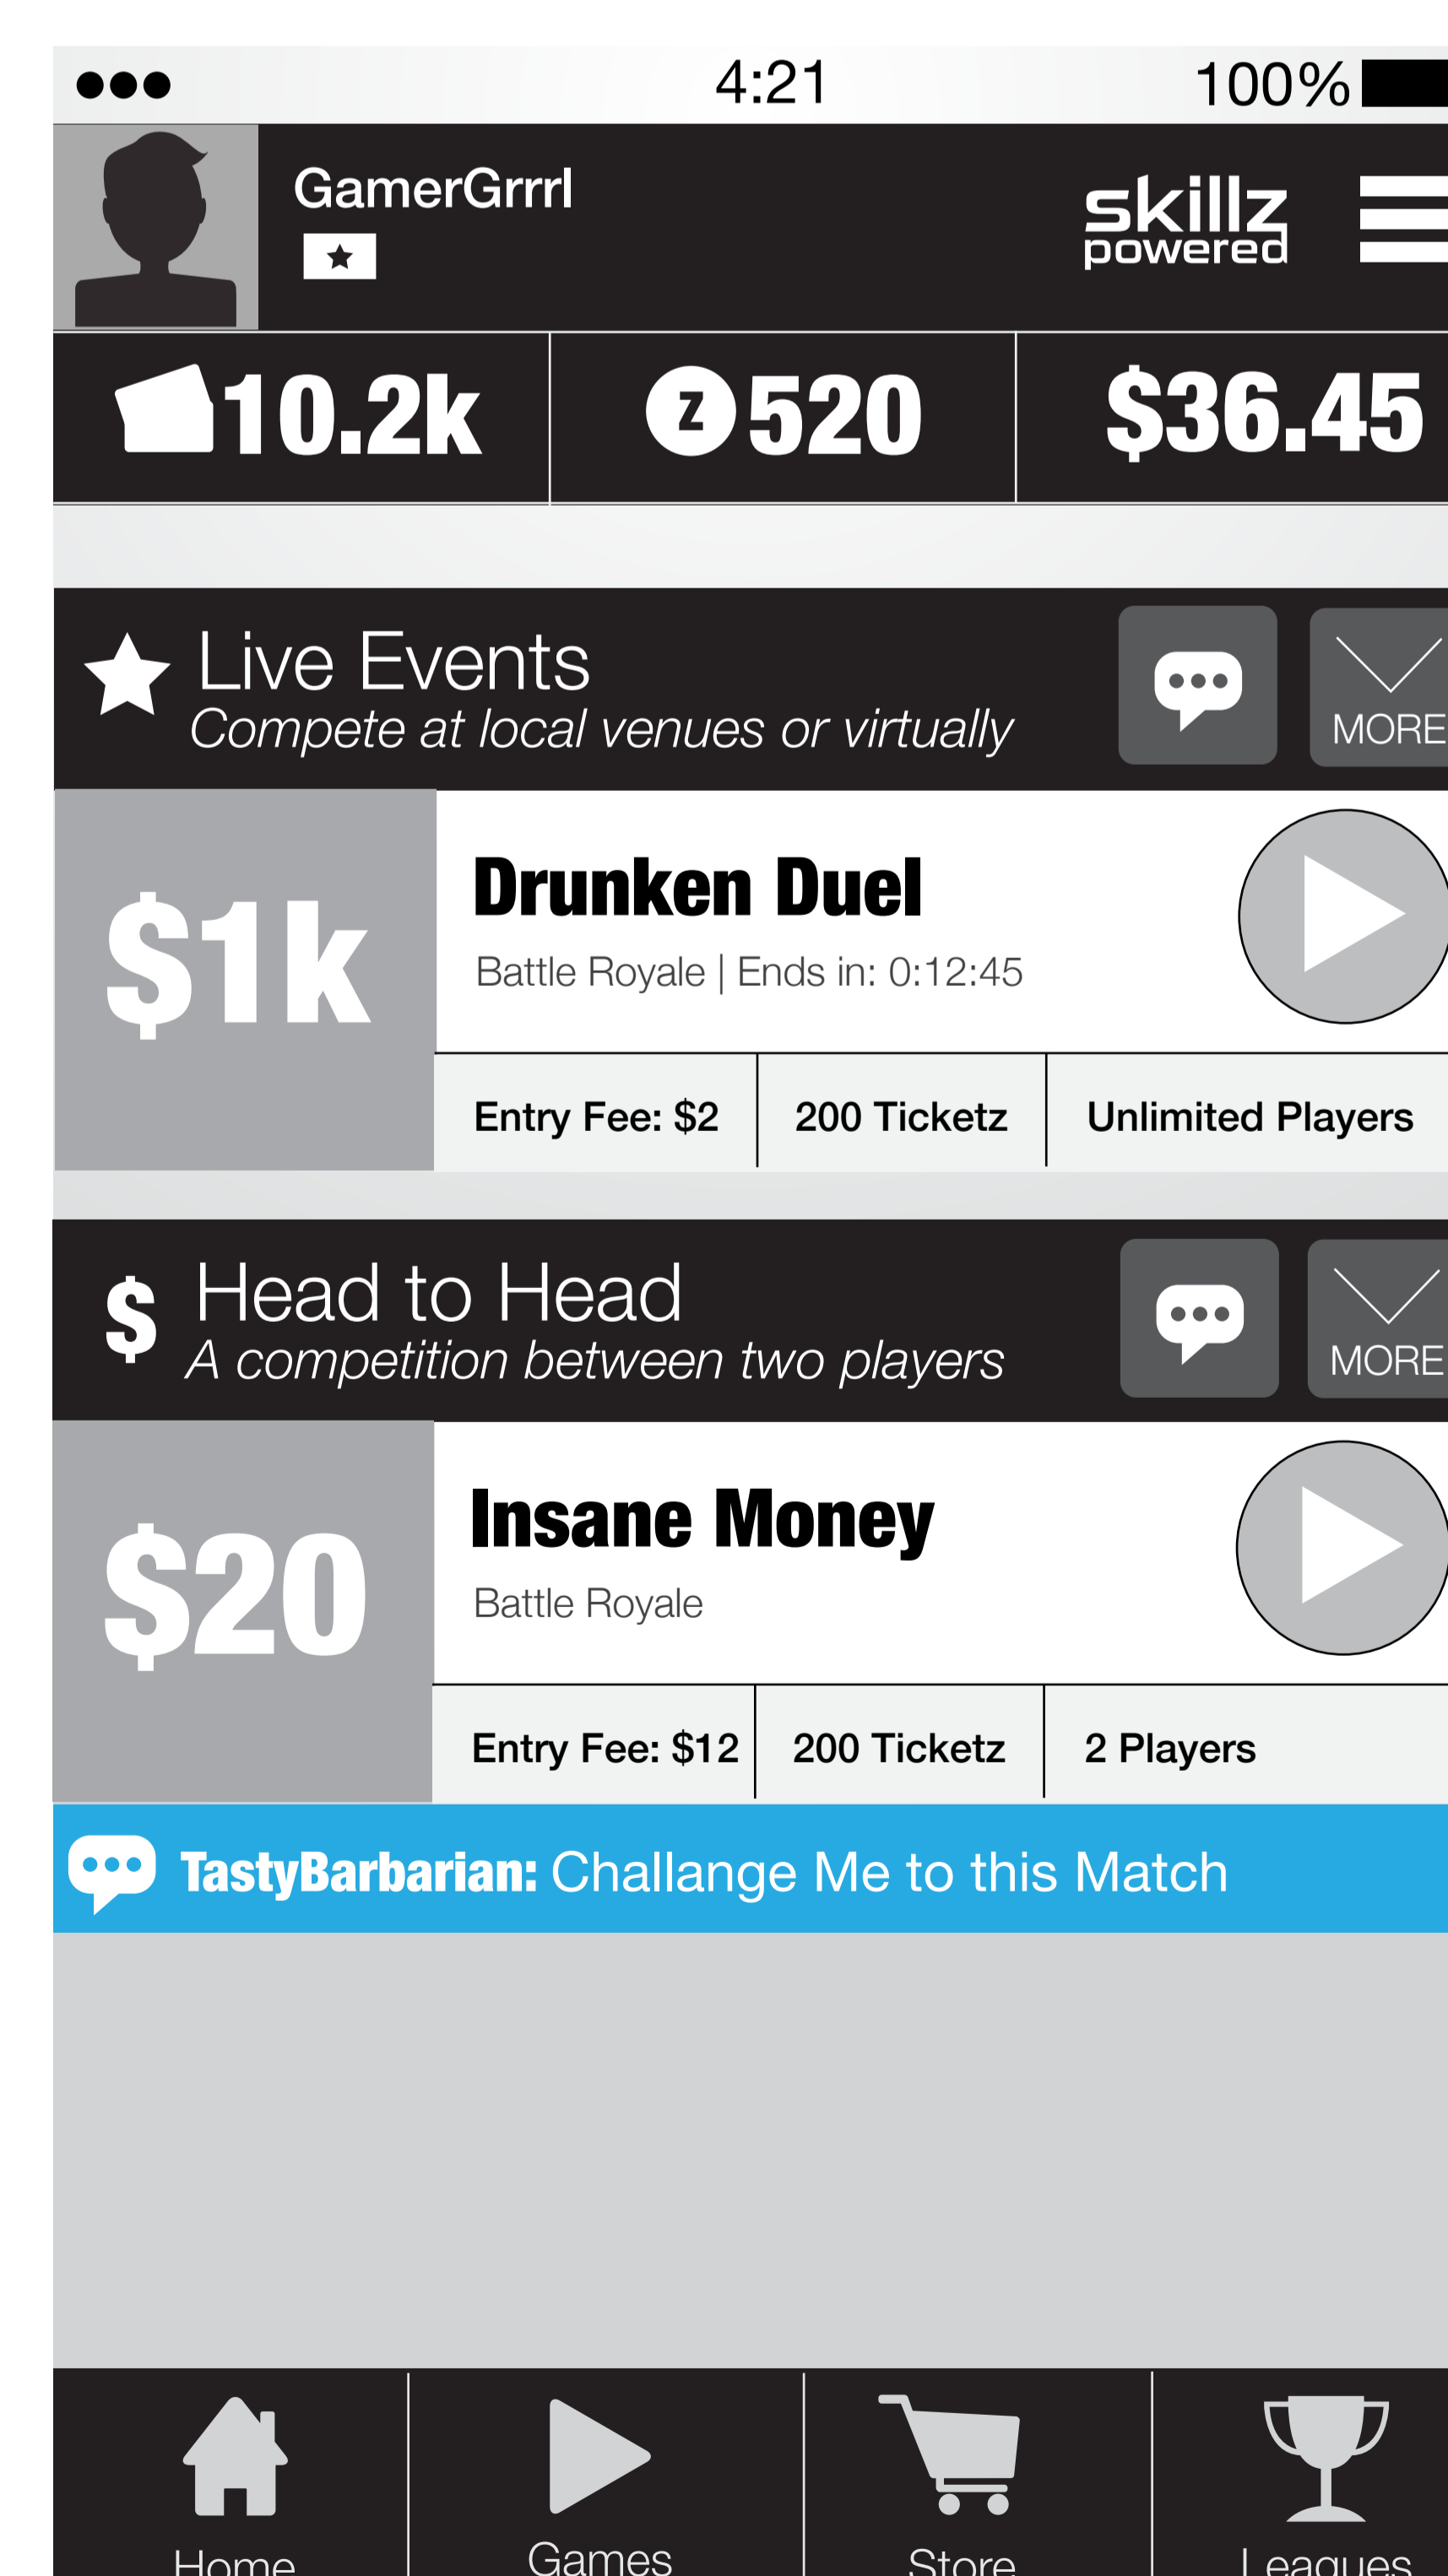 4:21 100%
GamerGrrrl
skillz
powered
10.2k Z 520 $36.45
Live Events
Compete at local venues or virtually
MORE
$1k
Drunken Duel
Battle Royale | Ends in: 0:12:45
Entry Fee: $2 200 Ticketz Unlimited Players
$ Head to Head
A competition between two players
MORE
$20
Insane Money
Battle Royale
Entry Fee: $12 200 Ticketz 2 Players
TastyBarbarian: Challange Me to this Match
Home Games Store Leagues